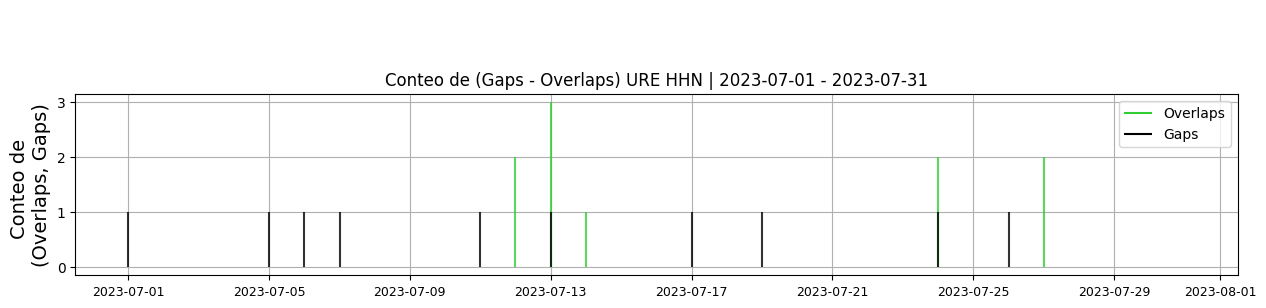 Conteo de (Gaps - Overlaps) URE HHN | 2023-07-01 - 2023-07-31
Conteo de
(Overlaps, Gaps)
3
2
1
0
Overlaps
Gaps
2023-07-01 2023-07-05 2023-07-09 2023-07-13 2023-07-17 2023-07-21 2023-07-25 2023-07-29 2023-08-01